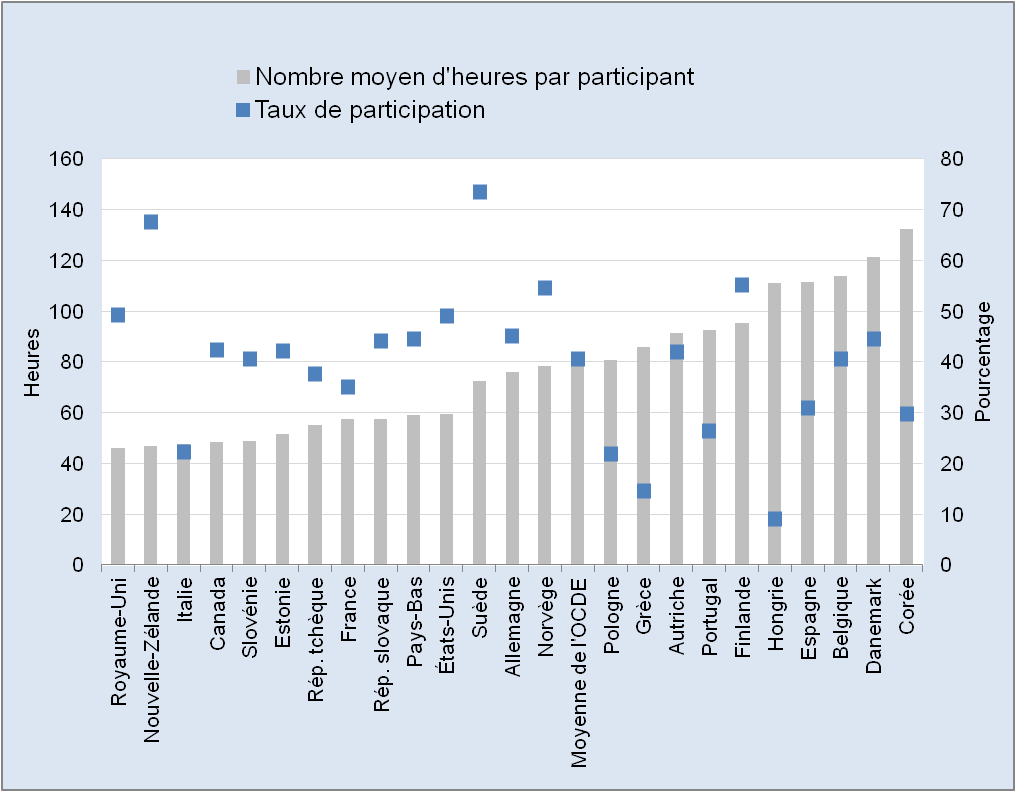 Nombre moyen d'heures par participant
Taux de participation
160
140
120
100
80
60
40
20
0
Heures
80
70
60
50
40
30
20
10
0
Pourcentage
Royaume-Uni
Nouvelle-Zélande
Italie
Canada
Slovénie
Estonie
Rép. tchèque
France
Rép. slovaque
Pays-Bas
États-Unis
Suède
Allemagne
Norvège
Moyenne de l'OCDE
Pologne
Grèce
Autriche
Portugal
Finlande
Hongrie
Espagne
Belgique
Danemark
Corée